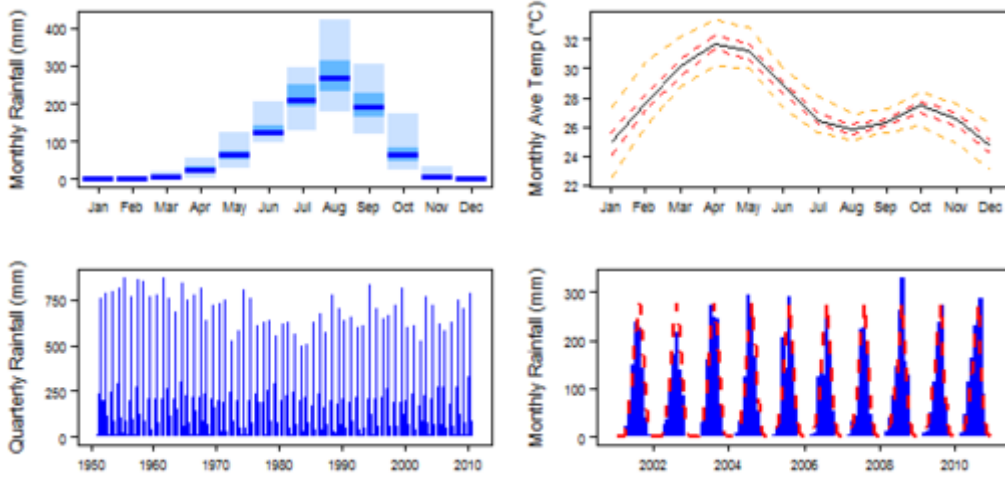 Monthly Rainfall (mm)
400
300
200
100
0
Jan Feb Mar Apr May Jun Jul Aug Sep Oct Nov Dec
Monthly Ave Temp (°C)
32
30
28
26
24
22
Jan Feb Mar Apr May Jun Jul Aug Sep Oct Nov Dec
Quarterly Rainfall (mm)
750
500
250
0
1950 1960 1970 1980 1990 2000 2010
Monthly Rainfall (mm)
300
200
100
0
2002 2004 2006 2008 2010